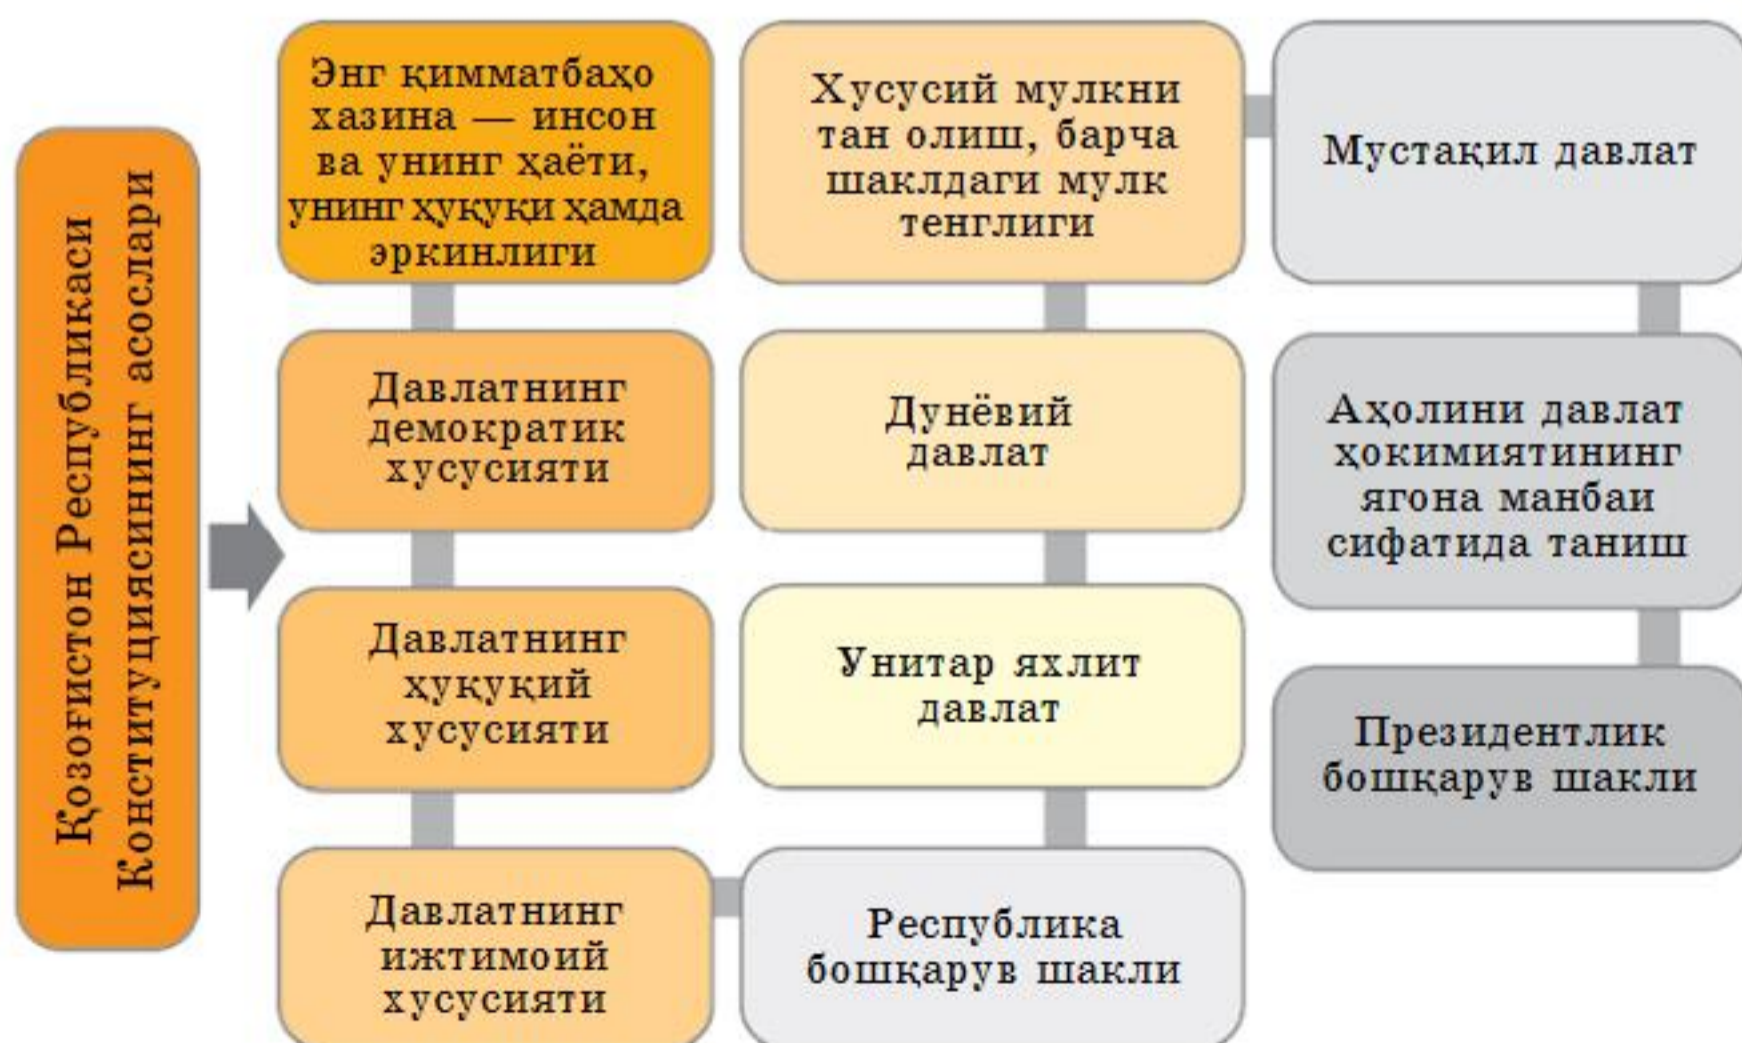 Қозоғистон Республикаси
Конституциясининг асослари
Энг қимматбаҳо
хазина — инсон
ва унинг ҳаёти,
унинг ҳуқуқи ҳамда
эркинлиги
Давлатнинг
демократик
хусусияти
Давлатнинг
ҳуқуқий
хусусияти
Давлатнинг
ижтимоий
хусусияти
Республика
бошқарув шакли
Унитар яхлит
давлат
Дунёвий
давлат
Хусусий мулкни
тан олиш, барча
шаклдаги мулк
тенглиги
Мустақил давлат
Аҳолини давлат
ҳокимиятининг
ягона манбаи
сифатида таниш
Президентлик
бошқарув шакли